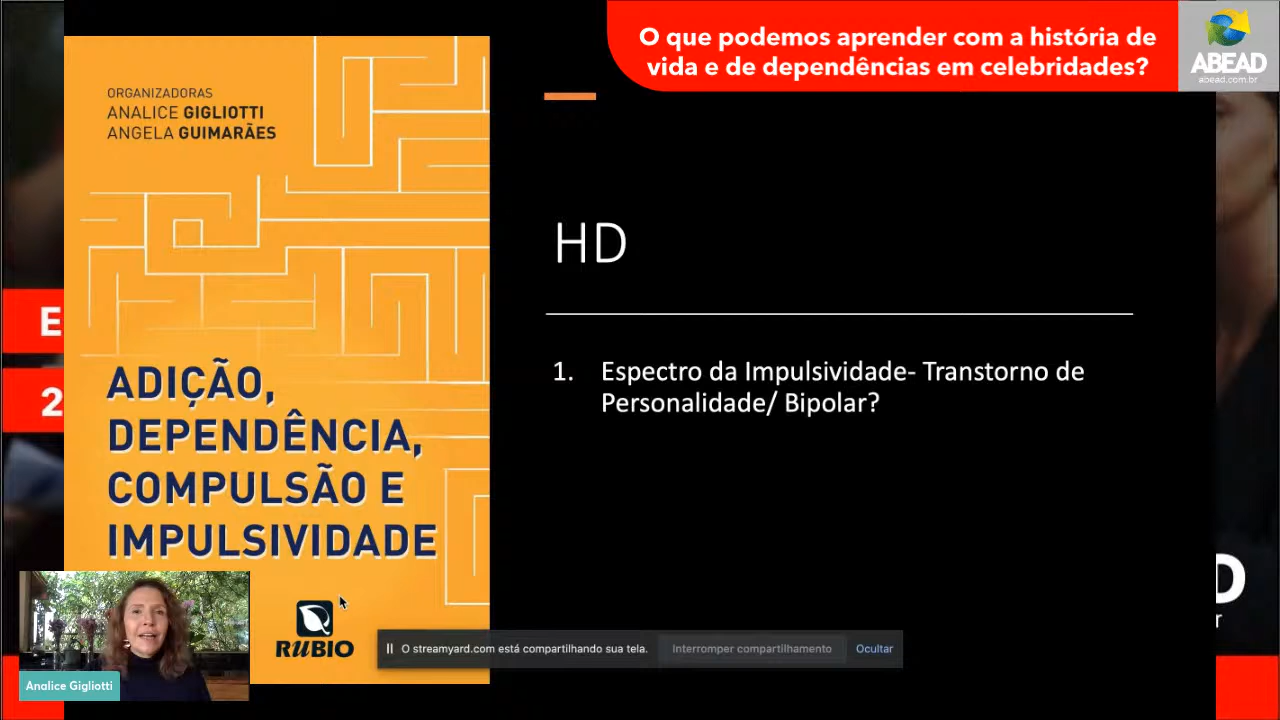 O que podemos aprender com a história de
vida e de dependências em celebridades?
ABEAD
abead.com.br
ORGANIZADORAS
ANALICE GIGLIOTTI
ANGELA GUIMARÃES
ADIÇÃO,
DEPENDÊNCIA,
COMPULSÃO E
IMPULSIVIDADE
RUBIO
HD
1. Espectro da Impulsividade- Transtorno de
Personalidade/ Bipolar?
E
2
D
r
O streamyard.com está compartilhando sua tela.
Interromper compartilhamento
Ocultar
Analice Gigliotti